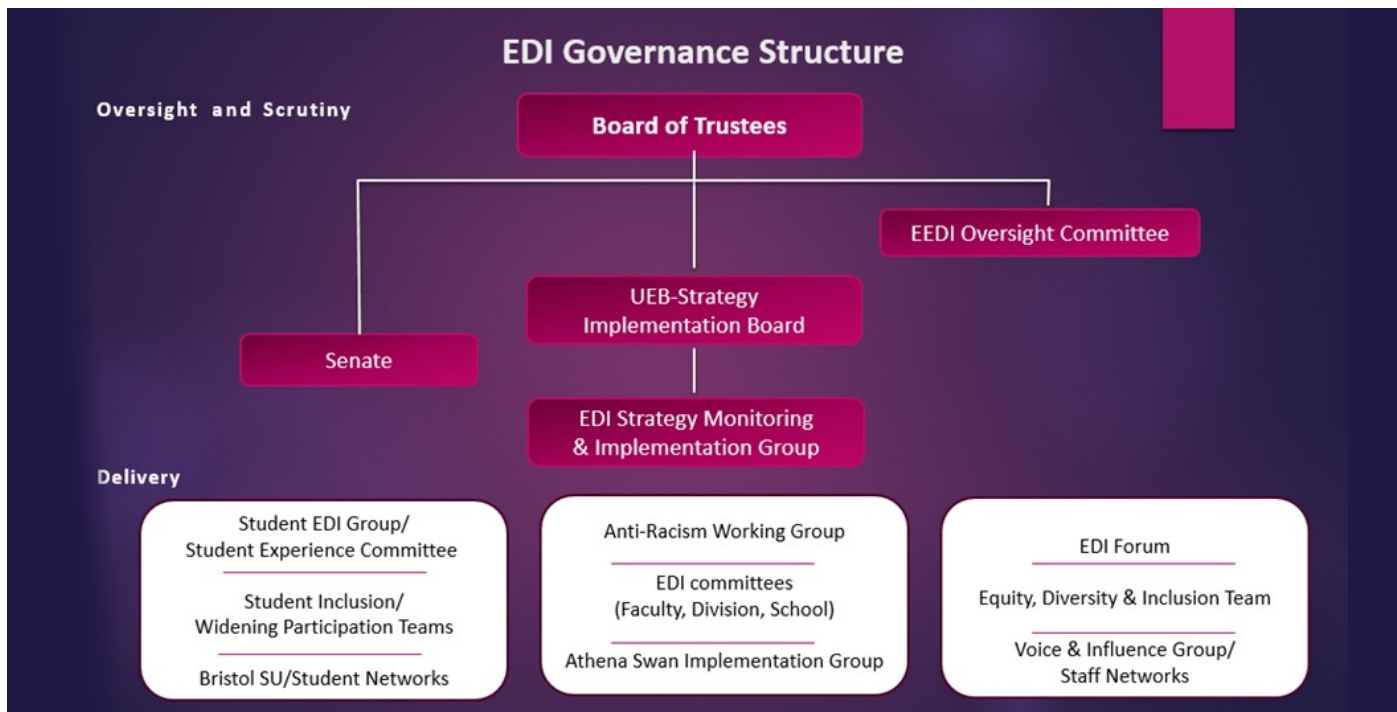 EDI Governance Structure
Oversight and Scrutiny
Board of Trustees
EEDI Oversight Committee
UEB-Strategy
Implementation Board
Senate
EDI Strategy Monitoring
& Implementation Group
Delivery
Student EDI Group/
Student Experience Committee
Student Inclusion/
Widening Participation Teams
Bristol SU/Student Networks
Anti-Racism Working Group
EDI committees
(Faculty, Division, School)
Athena Swan Implementation Group
EDI Forum
Equity, Diversity & Inclusion Team
Voice & Influence Group/
Staff Networks